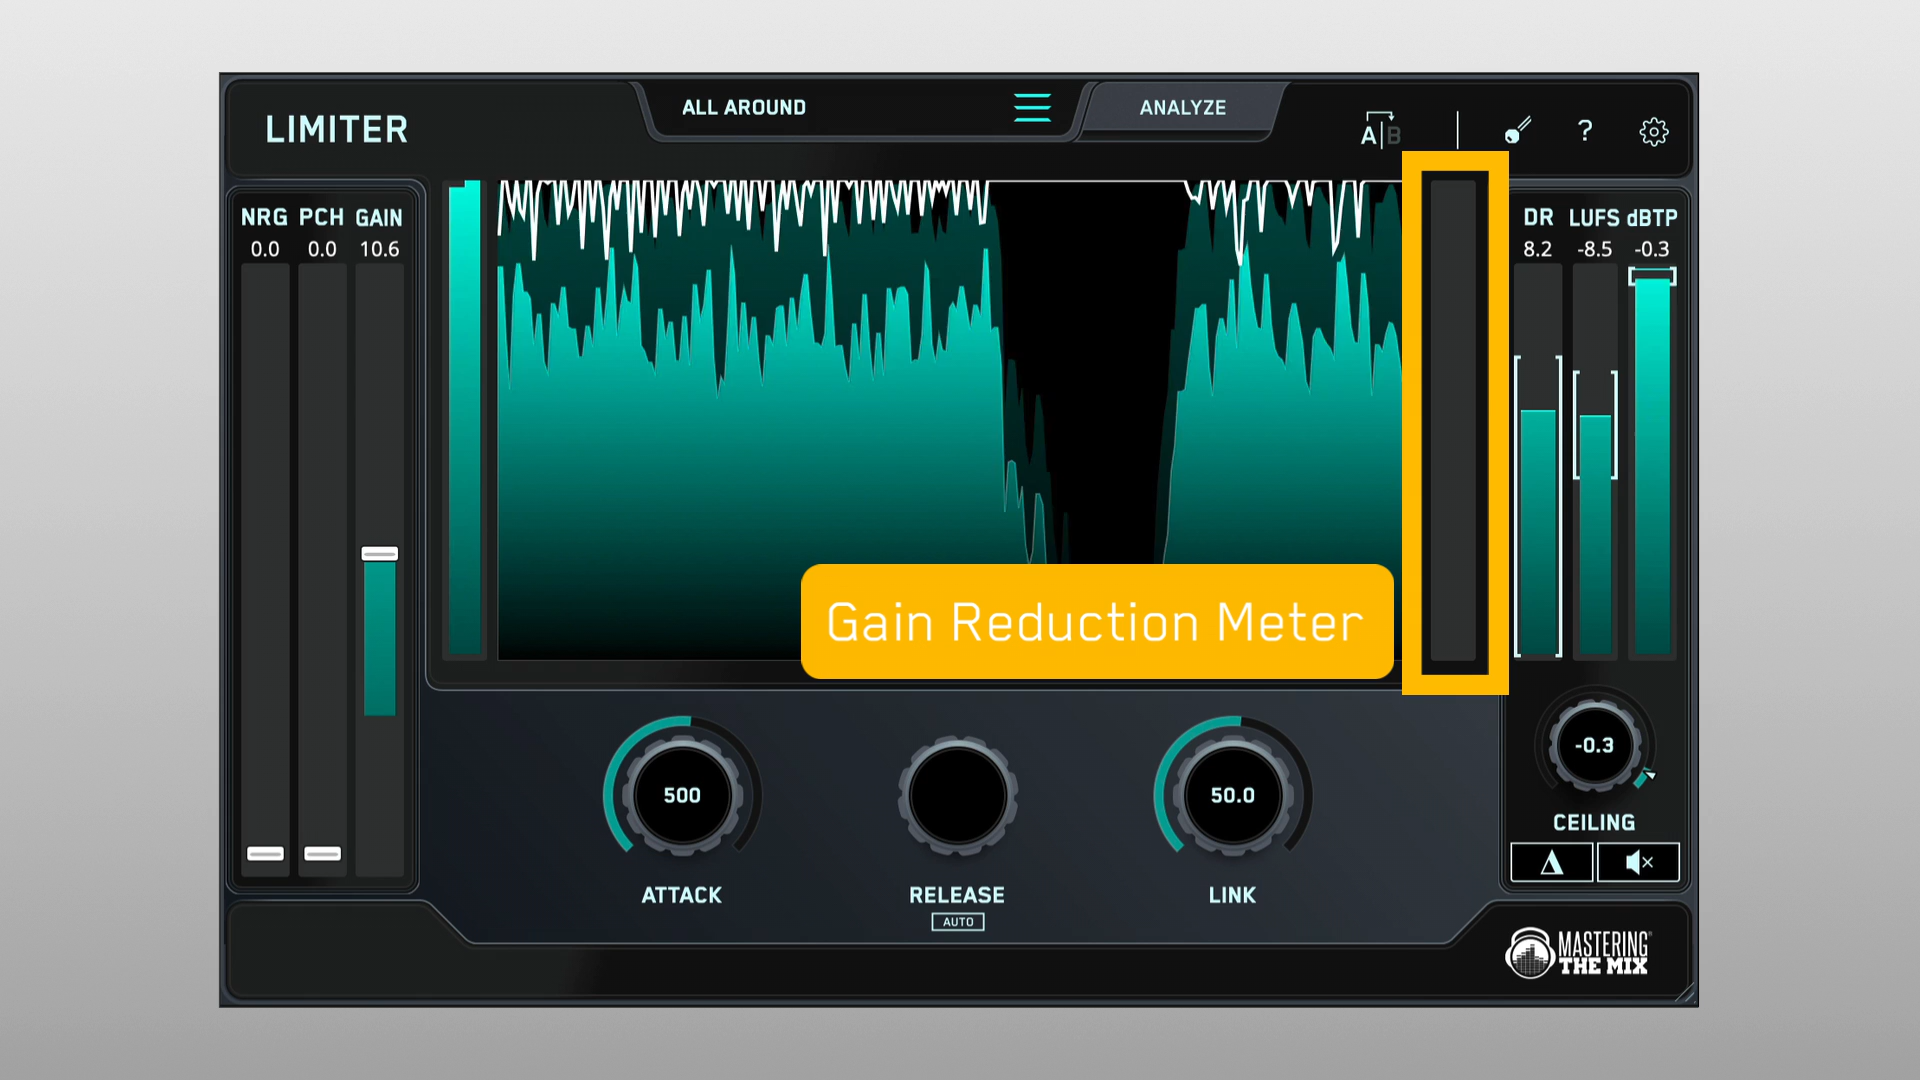 LIMITER
ALL AROUND
ANALYZE
A|B
?
NRG PCH GAIN
0.0 0.0 10.6
DR LUFS dBTP
8.2 -8.5 -0.3
Gain Reduction Meter
500
50.0
-0.3
CEILING
ATTACK
RELEASE
LINK
AUTO
MASTERING
THE MIX